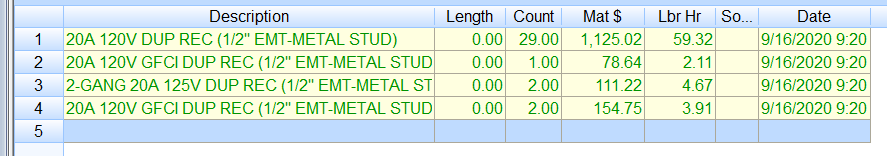 Description Length Count Mat $ Lbr Hr So... Date
1 20A 120V DUP REC (1/2" EMT-METAL STUD) 0.00 29.00 1,125.02 59.32 9/16/2020 9:20
2 20A 120V GFCI DUP REC (1/2" EMT-METAL STUD 0.00 1.00 78.64 2.11 9/16/2020 9:20
3 2-GANG 20A 125V DUP REC (1/2" EMT-METAL ST 0.00 2.00 111.22 4.67 9/16/2020 9:20
4 20A 120V GFCI DUP REC (1/2" EMT-METAL STUD 0.00 2.00 154.75 3.91 9/16/2020 9:20
5